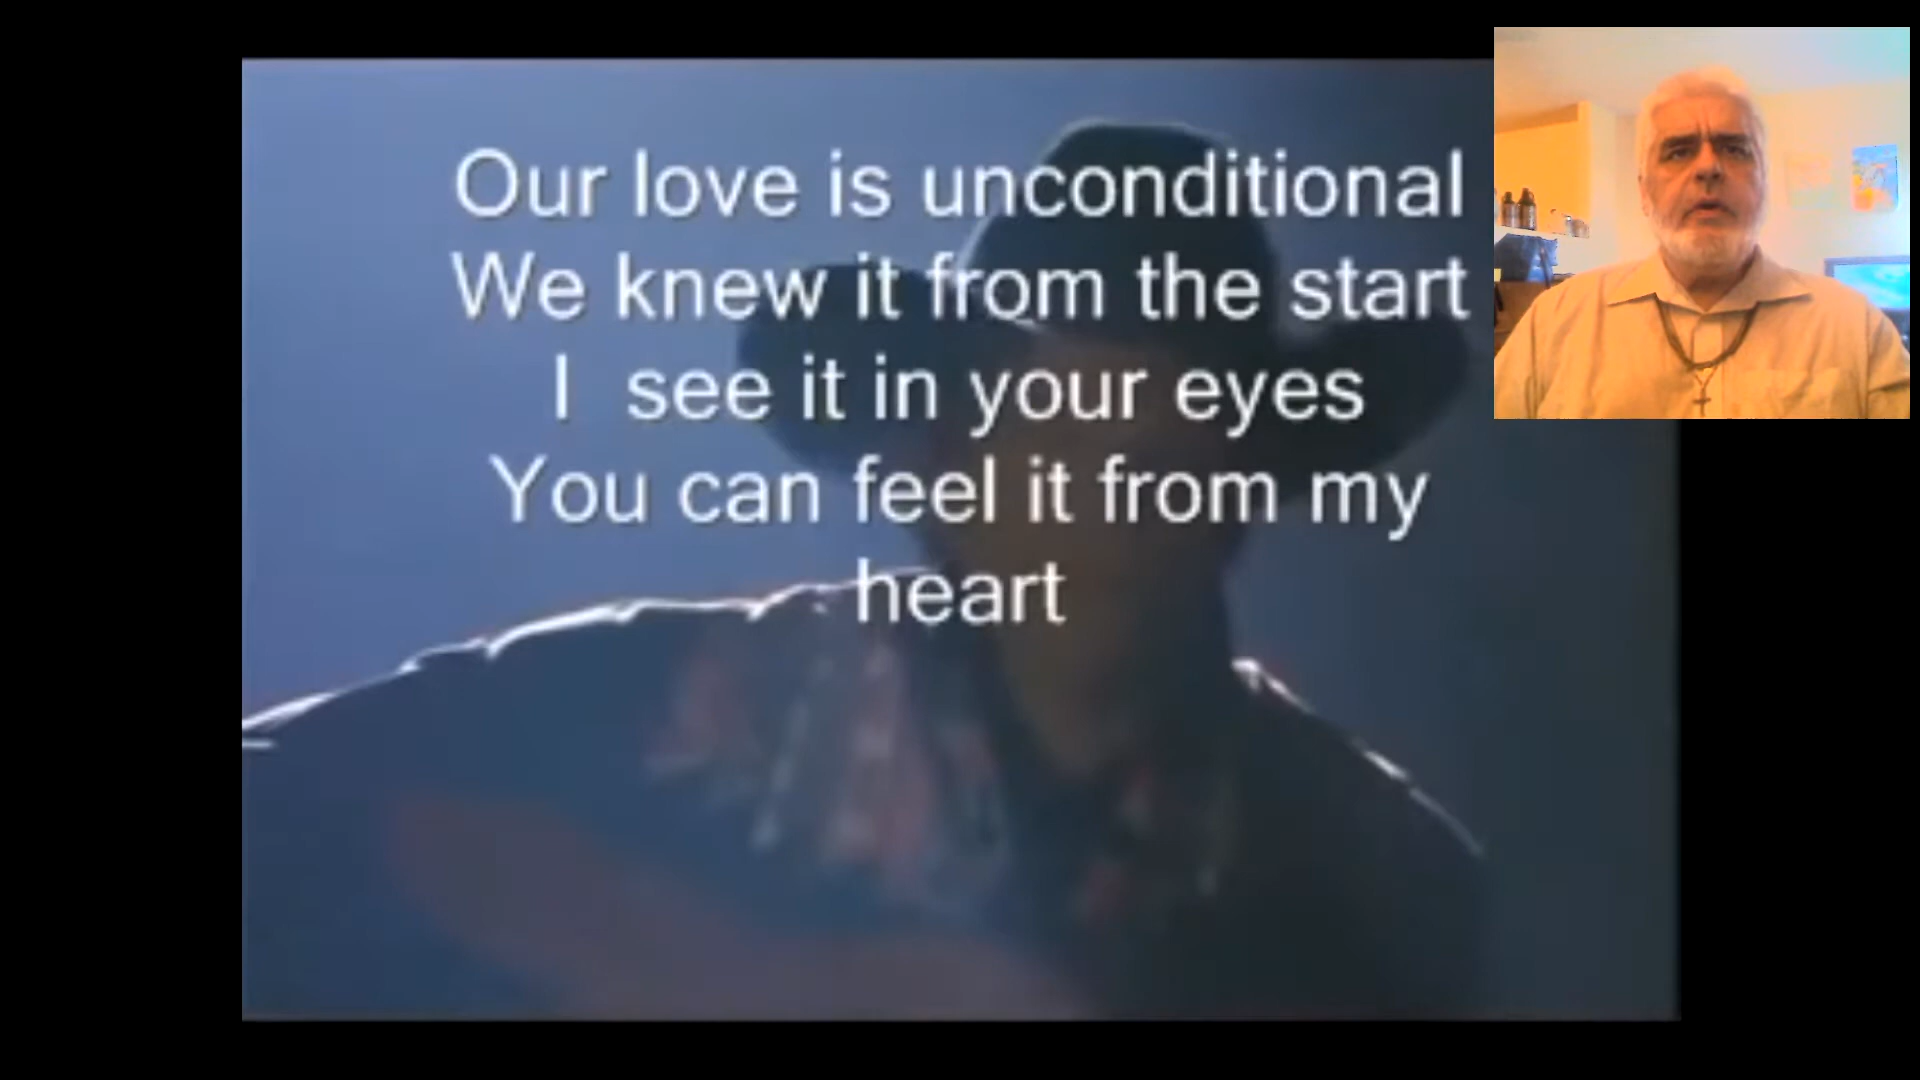 Our love is unconditional
We knew it from the start
I see it in your eyes
You can feel it from my
heart